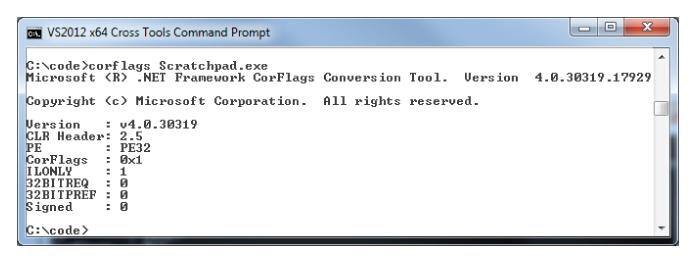 VS2012 x64 Cross Tools Command Prompt
C:\code>corflags Scratchpad.exe
Microsoft (R) .NET Framework CorFlags Conversion Tool.  Version  4.0.30319.17929
Copyright (c) Microsoft Corporation.  All rights reserved.
Version   : v4.0.30319
CLR Header: 2.5
PE        : PE32
CorFlags  : 0x1
ILONLY    : 1
32BITREQ  : 0
32BITPREF : 0
Signed    : 0
C:\code>